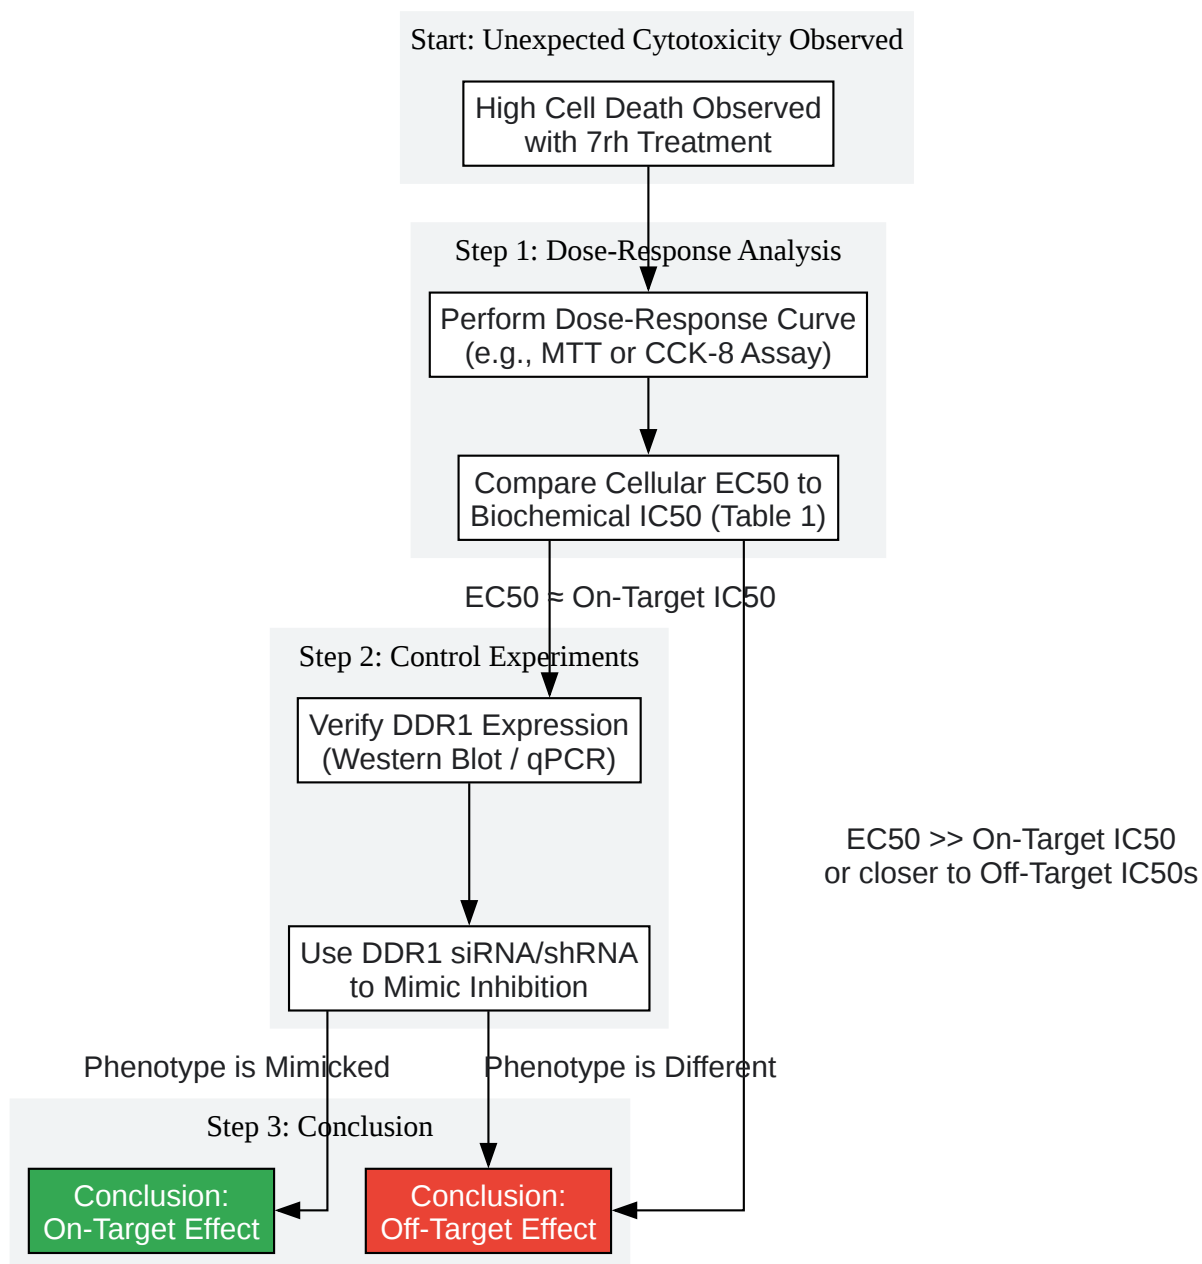 Start: Unexpected Cytotoxicity Observed
High Cell Death Observed
with 7rh Treatment
Step 1: Dose-Response Analysis
Perform Dose-Response Curve
(e.g., MTT or CCK-8 Assay)
Compare Cellular EC50 to
Biochemical IC50 (Table 1)
EC50 ≈ On-Target IC50
Step 2: Control Experiments
Verify DDR1 Expression
(Western Blot / qPCR)
EC50 >> On-Target IC50
or closer to Off-Target IC50s
Use DDR1 siRNA/shRNA
to Mimic Inhibition
Phenotype is Mimicked
Phenotype is Different
Step 3: Conclusion
Conclusion:
On-Target Effect
Conclusion:
Off-Target Effect